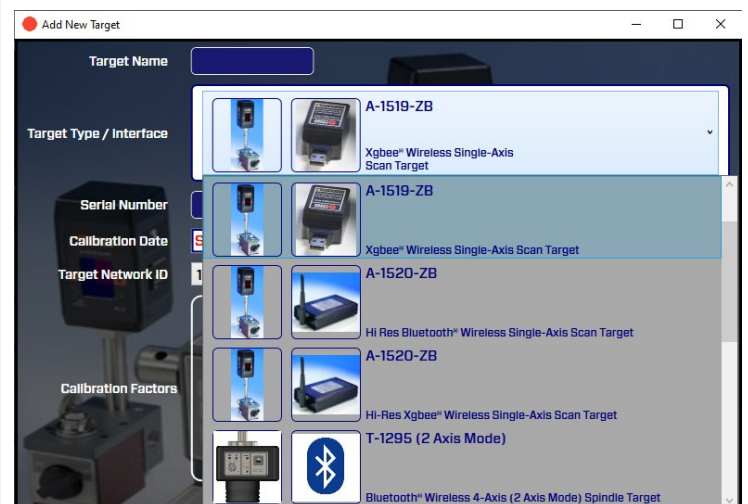 Add New Target
Target Name
Target Type / Interface
A-1519-ZB
Xgbee® Wireless Single-Axis
Scan Target
A-1519-ZB
Xgbee® Wireless Single-Axis Scan Target
Serial Number
Calibration Date
S
Target Network ID
1
A-1520-ZB
Hi Res Bluetooth® Wireless Single-Axis Scan Target
A-1520-ZB
Hi-Res Xgbee® Wireless Single-Axis Scan Target
Calibration Factors
T-1295 (2 Axis Mode)
Bluetooth® Wireless 4-Axis (2 Axis Mode) Spindle Target